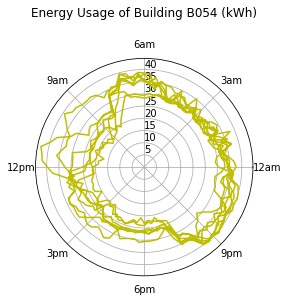 Energy Usage of Building B054 (kWh)
6am
9am
3am
40
35
30
25
20
15
10
5
12pm
12am
3pm
9pm
6pm